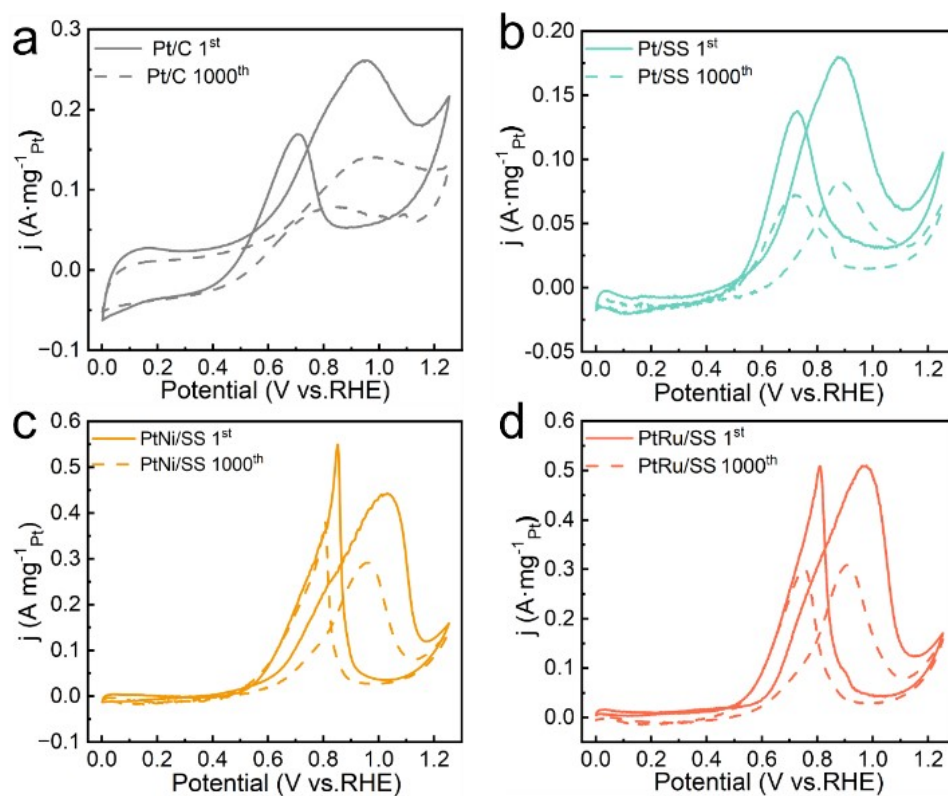 a
Pt/C 1st
Pt/C 1000th
j (A·mg-1Pt)
0.3
0.2
0.1
0.0
−0.1
0.0 0.2 0.4 0.6 0.8 1.0 1.2
Potential (V vs.RHE)
b
Pt/SS 1st
Pt/SS 1000th
j (A·mg-1Pt)
0.20
0.15
0.10
0.05
0.00
-0.05
0.0 0.2 0.4 0.6 0.8 1.0 1.2
Potential (V vs.RHE)
c
PtNi/SS 1st
PtNi/SS 1000th
j (A mg-1Pt)
0.6
0.5
0.4
0.3
0.2
0.1
0.0
−0.1
0.0 0.2 0.4 0.6 0.8 1.0 1.2
Potential (V vs.RHE)
d
PtRu/SS 1st
PtRu/SS 1000th
j (A·mg-1Pt)
0.6
0.5
0.4
0.3
0.2
0.1
0.0
0.0 0.2 0.4 0.6 0.8 1.0 1.2
Potential (V vs.RHE)